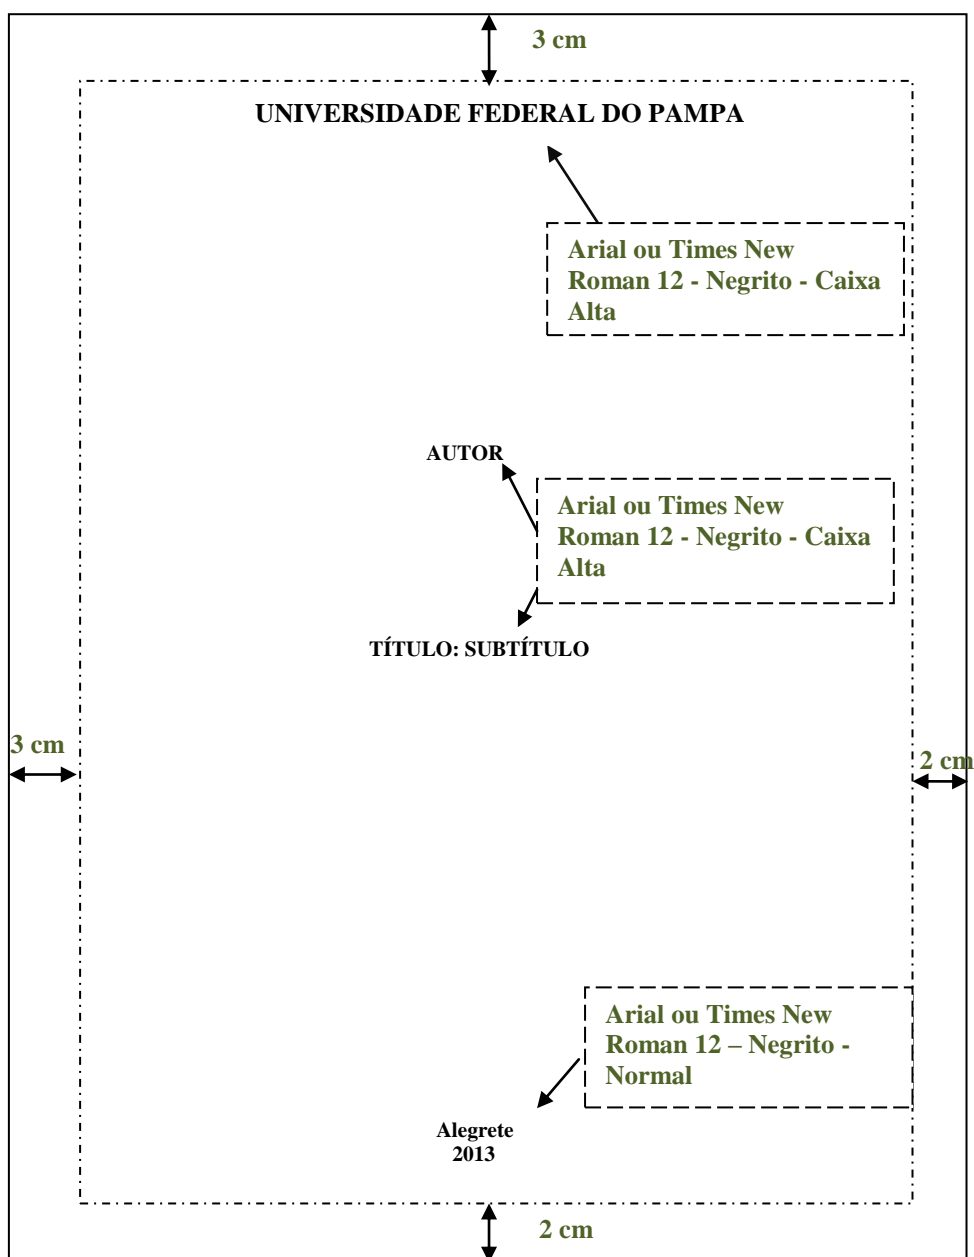 3 cm
UNIVERSIDADE FEDERAL DO PAMPA
Arial ou Times New
Roman 12 - Negrito - Caixa
Alta
AUTOR
Arial ou Times New
Roman 12 - Negrito - Caixa
Alta
TÍTULO: SUBTÍTULO
3 cm
2 cm
Arial ou Times New
Roman 12 – Negrito -
Normal
Alegrete
2013
2 cm